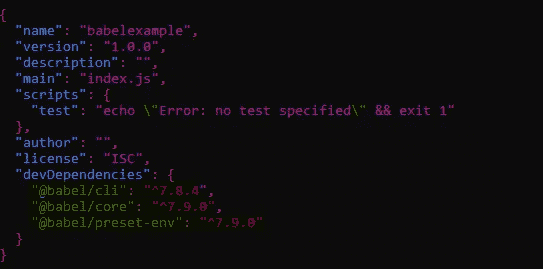 {
  "name": "babelexample",
  "version": "1.0.0",
  "description": "",
  "main": "index.js",
  "scripts": {
    "test": "echo \"Error: no test specified\" && exit 1"
  },
  "author": "",
  "license": "ISC",
  "devDependencies": {
    "@babel/cli": "^7.8.4",
    "@babel/core": "^7.9.0",
    "@babel/preset-env": "^7.9.0"
  }
}